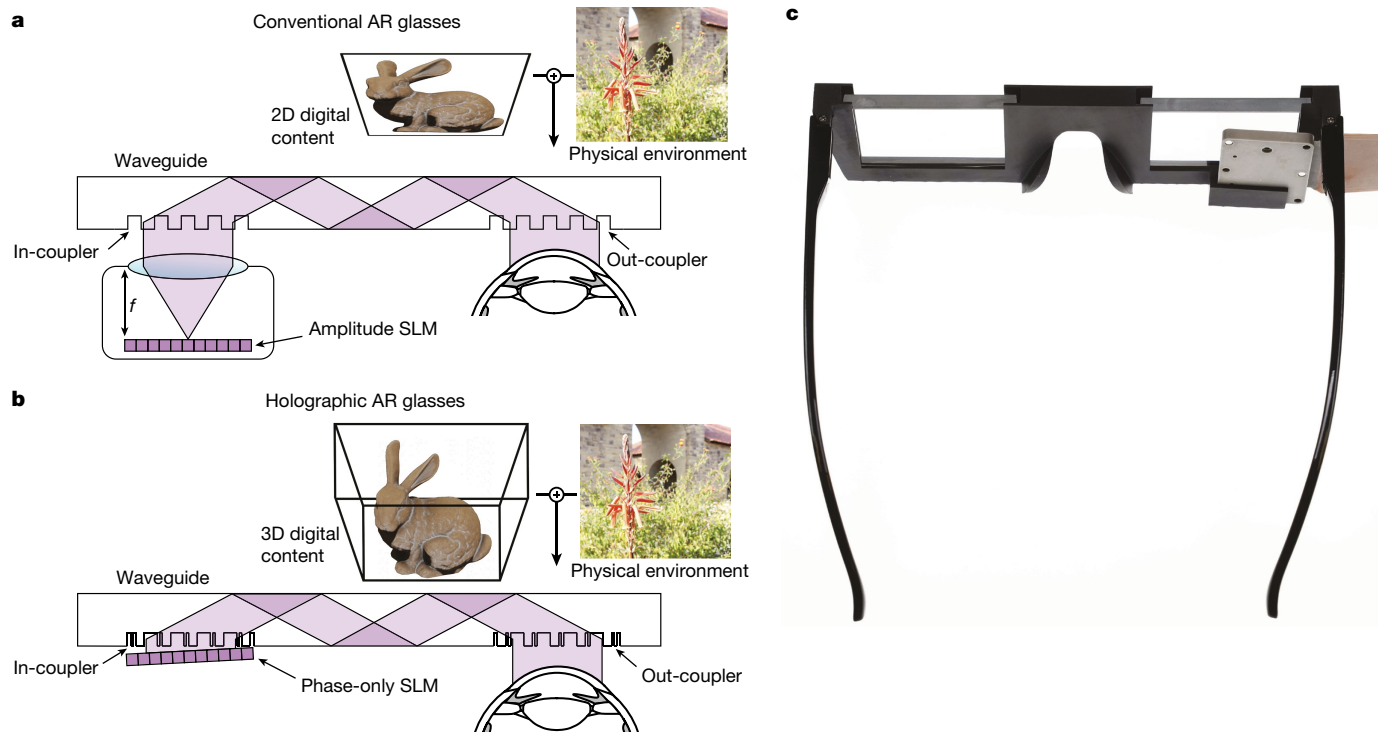 a
Conventional AR glasses
2D digital
content
Physical environment
Waveguide
In-coupler
Out-coupler
f
Amplitude SLM
b
Holographic AR glasses
3D digital
content
Physical environment
Waveguide
In-coupler
Out-coupler
Phase-only SLM
c